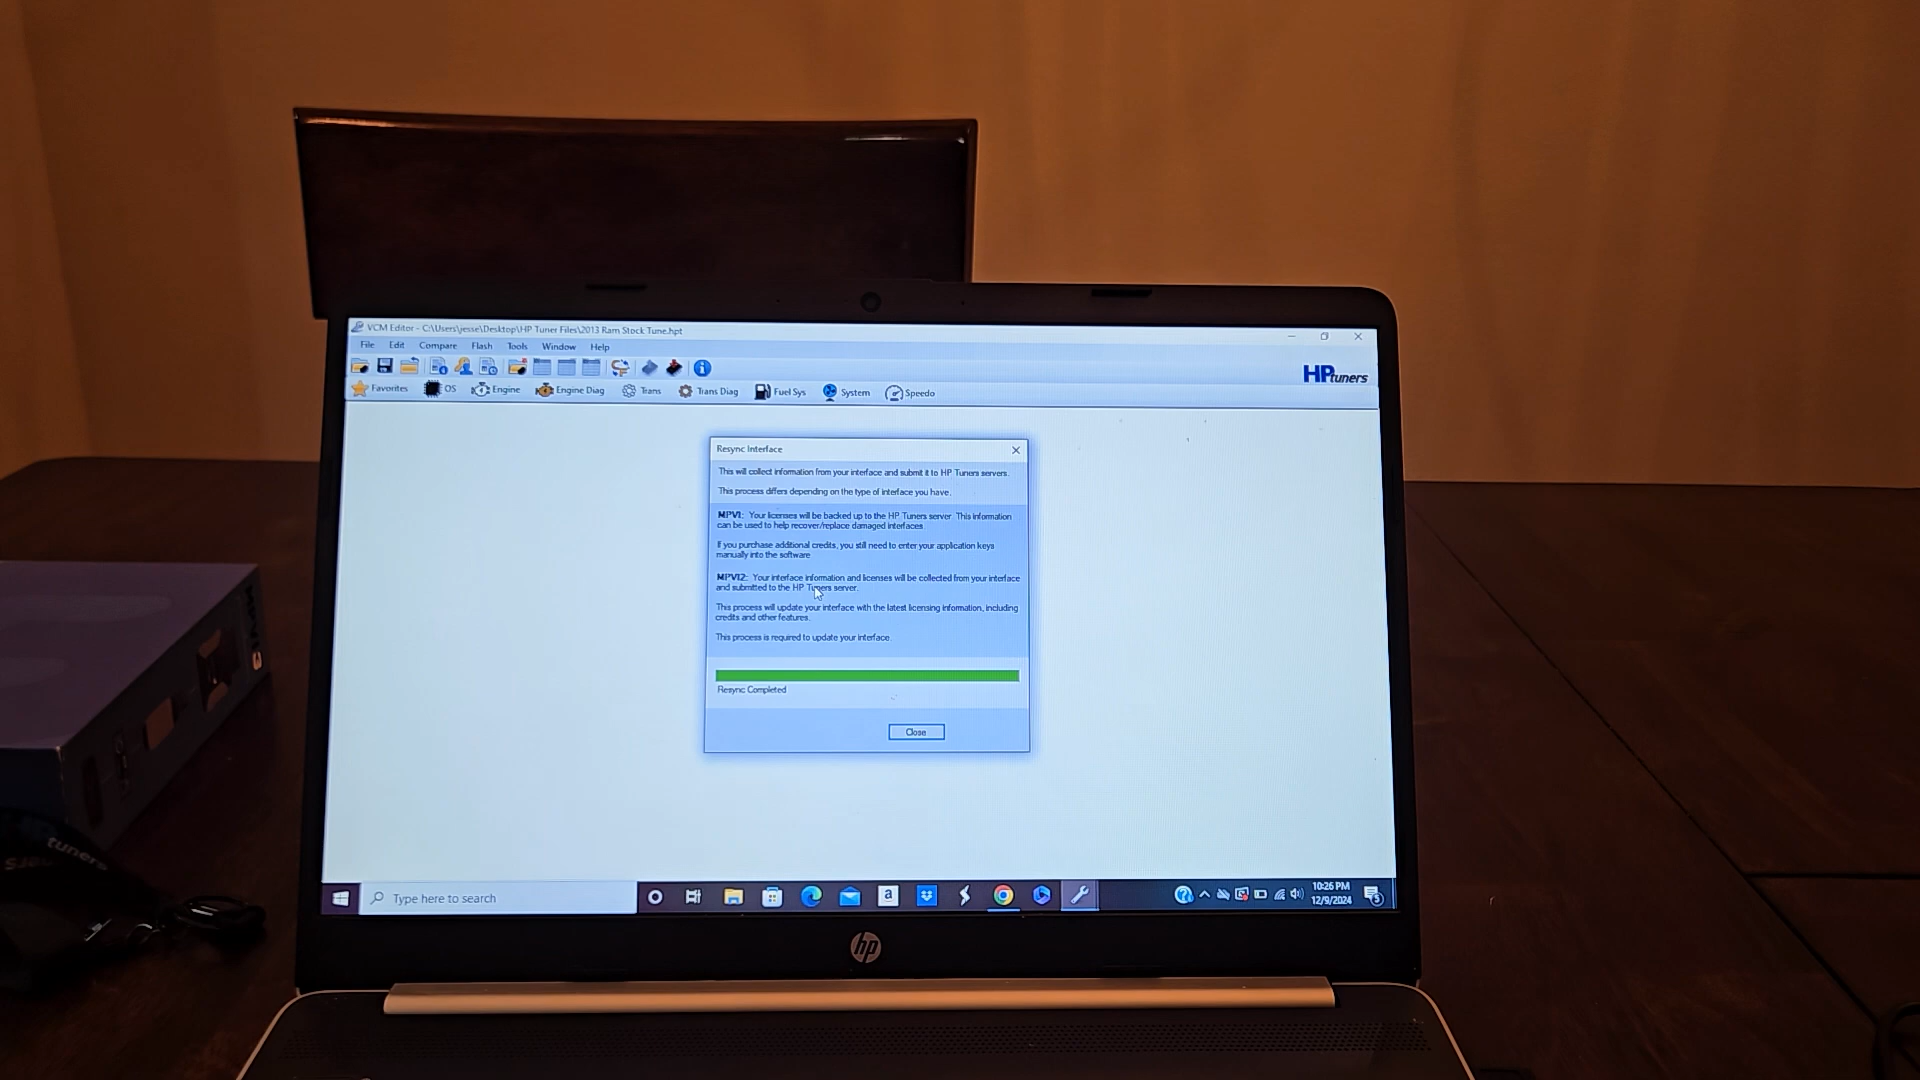 VCM Editor - C:\Users\jesse\Desktop\HP Tuner Files\2013 Ram Stock Tune.hpt
File Edit Compare Flash Tools Window Help
HPtuners
Favorites OS Engine Engine Diag Trans Trans Diag Fuel Sys System Speedo
Resync Interface
This will collect information from your interface and submit it to HP Tuners servers.
This process differs depending on the type of interface you have.
MPVI: Your licenses will be backed up to the HP Tuners server. This information
can be used to help recover/replace damaged interfaces
If you purchase additional credits, you still need to enter your application keys
manually into the software
MPVI2: Your interface information and licenses will be collected from your interface
and submitted to the HP Tuners server.
This process will update your interface with the latest licensing information, including
credits and other features.
This process is required to update your interface.
Resync Completed
Close
Type here to search
a
10:26 PM
12/9/2024
5
hp
tuners